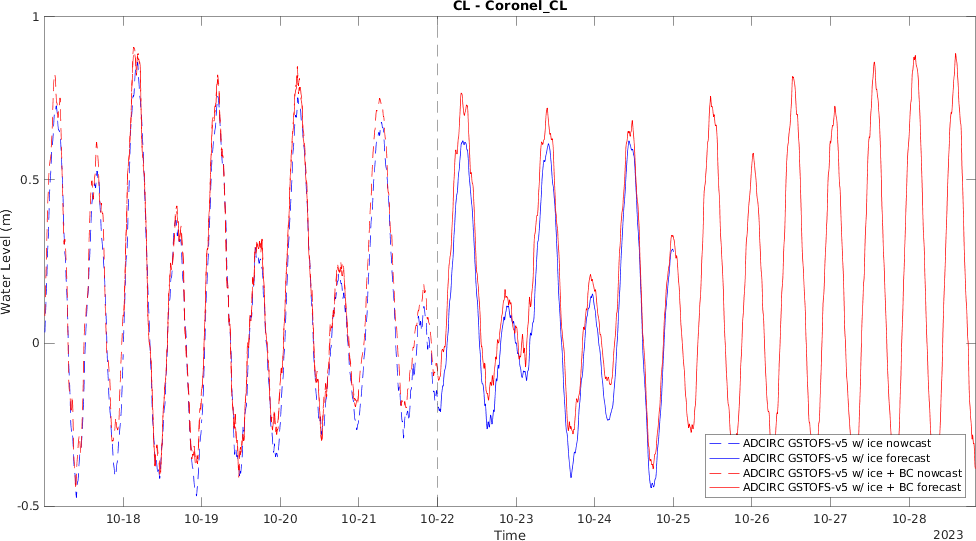 CL - Coronel_CL
1
0.5
0
-0.5
Water Level (m)
ADCIRC GSTOFS-v5 w/ ice nowcast
ADCIRC GSTOFS-v5 w/ ice forecast
ADCIRC GSTOFS-v5 w/ ice + BC nowcast
ADCIRC GSTOFS-v5 w/ ice + BC forecast
10-18 10-19 10-20 10-21 10-22 10-23 10-24 10-25 10-26 10-27 10-28
Time
2023